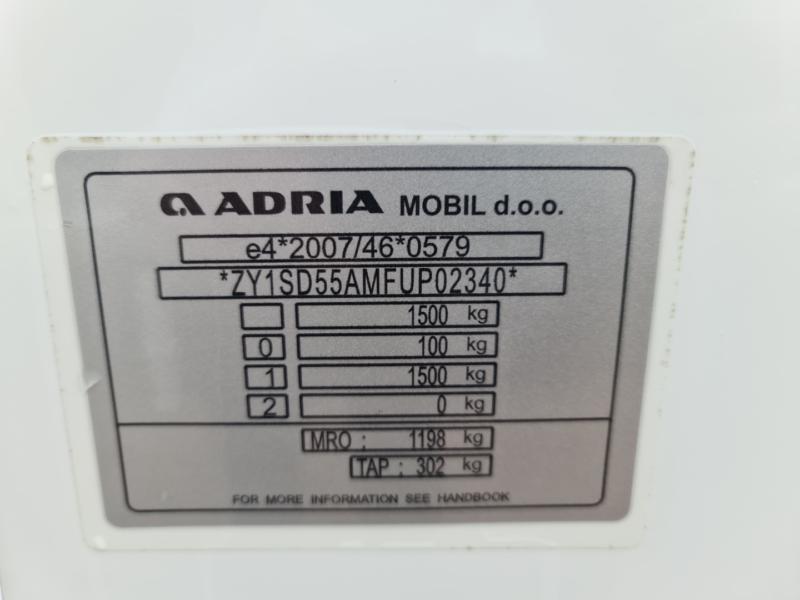 ADRIA MOBIL d.o.o.
e4*2007/46*0579
*ZY1SD55AMFUP02340*
1500 kg
0 100 kg
1 1500 kg
2 0 kg
MRO : 1198 kg
TAP : 302 kg
FOR MORE INFORMATION SEE HANDBOOK